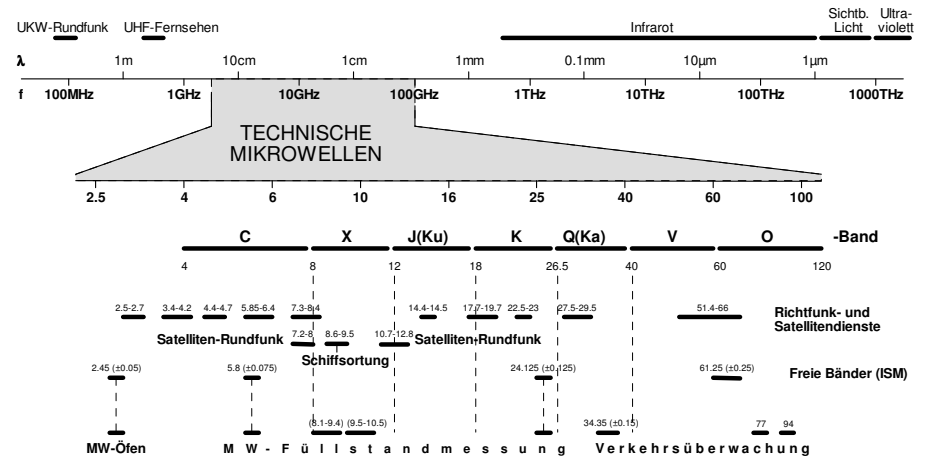 UKW-Rundfunk UHF-Fernsehen Infrarot Sichtb. Licht Ultra-violett
λ 1m 10cm 1cm 1mm 0.1mm 10µm 1µm
f 100MHz 1GHz 10GHz 100GHz 1THz 10THz 100THz 1000THz
TECHNISCHE
MIKROWELLEN
2.5 4 6 10 16 25 40 60 100
C X J(Ku) K Q(Ka) V O -Band
4 8 12 18 26.5 40 60 120
2.5-2.7 3.4-4.2 4.4-4.7 5.85-6.4 7.3-8.4 14.4-14.5 17.7-19.7 22.5-23 27.5-29.5 51.4-66
Richtfunk- und
Satellitendienste
Satelliten-Rundfunk 7.2-8 8.6-9.5 10.7-12.8 Satelliten-Rundfunk
Schiffsortung
2.45 (±0.05) 5.8 (±0.075) 24.125 (±0.125) 61.25 (±0.25) Freie Bänder (ISM)
(8.1-9.4) (9.5-10.5) 34.35 (±0.15) 77 94
MW-Öfen MW-Füllstandmessung Verkehrsüberwachung